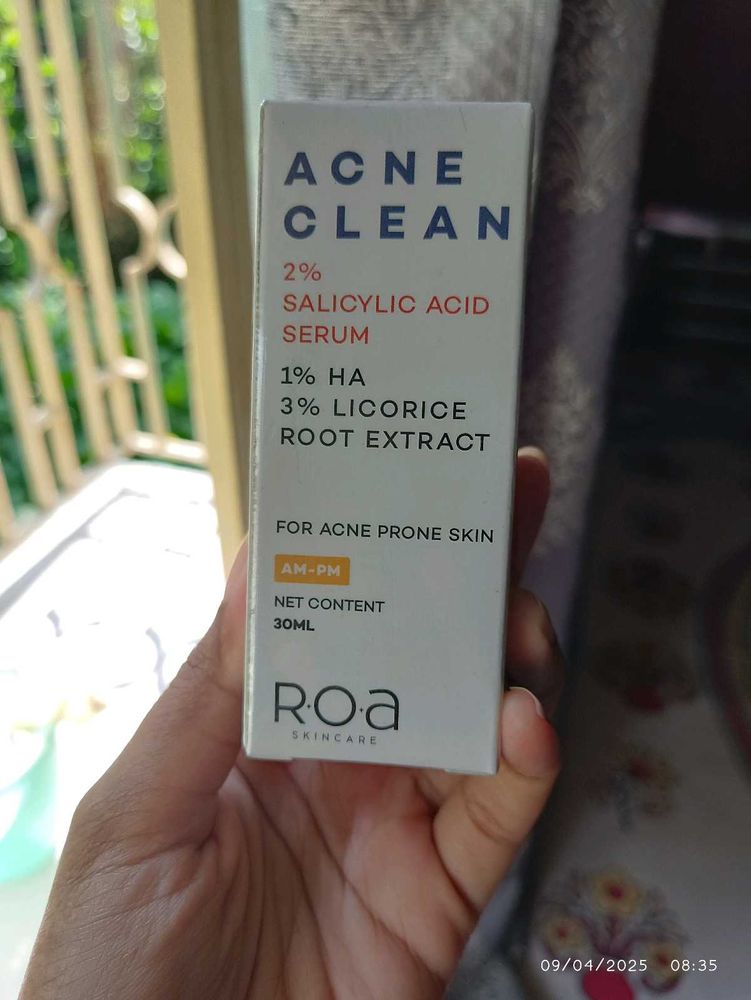 ACNE
CLEAN
2%
SALICYLIC ACID
SERUM
1% HA
3% LICORICE
ROOT EXTRACT
FOR ACNE PRONE SKIN
AM-PM
NET CONTENT
30ML
R·O·a
SKINCARE
09/04/2025 08:35